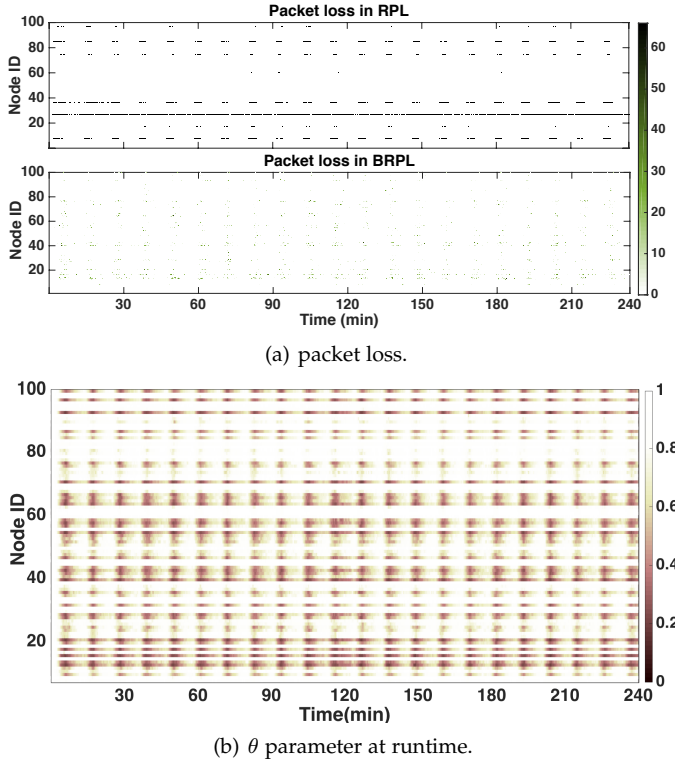 Packet loss in RPL
Node ID
100
80
60
40
20
60
50
40
30
20
10
0
Packet loss in BRPL
Node ID
100
80
60
40
20
30 60 90 120 150 180 210 240
Time (min)
(a) packet loss.
Node ID
100
80
60
40
20
1
0.8
0.6
0.4
0.2
0
30 60 90 120 150 180 210 240
Time(min)
(b) θ parameter at runtime.